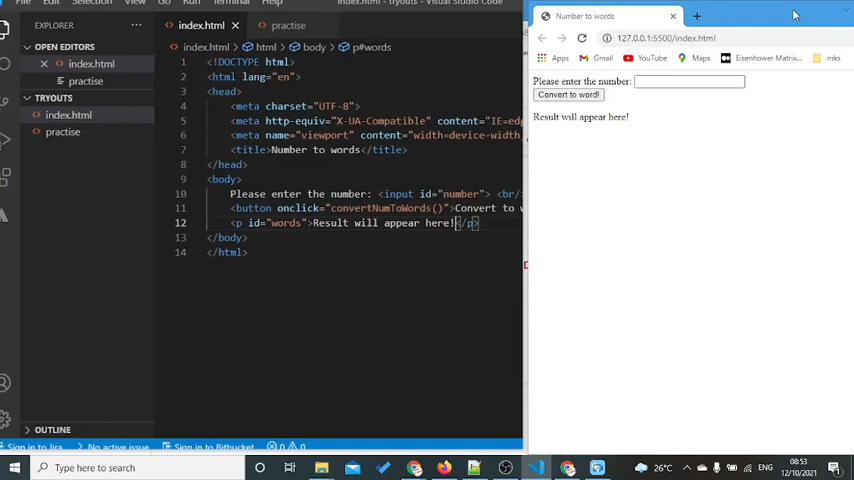 File Edit Selection View Go Run Terminal Help index.html - tryouts - Visual Studio Code
EXPLORER
OPEN EDITORS
index.html
practise
TRYOUTS
index.html
practise
OUTLINE
index.html practise
index.html html body p#words
1 <!DOCTYPE html>
2 <html lang="en">
3 <head>
4 <meta charset="UTF-8">
5 <meta http-equiv="X-UA-Compatible" content="IE=edg
6 <meta name="viewport" content="width=device-width,
7 <title>Number to words</title>
8 </head>
9 <body>
10 Please enter the number: <input id="number"> <br/
11 <button onclick="convertNumToWords()">Convert to w
12 <p id="words">Result will appear here!</p>
13 </body>
14 </html>
Sign in to Jira No active issue Sign in to Bitbucket 0 0
Number to words
127.0.0.1:5500/index.html
Apps Gmail YouTube Maps Eisenhower Matrix... mks
Please enter the number:
Convert to word!
Result will appear here!
Type here to search
26°C ENG 08:53
12/10/2021
1